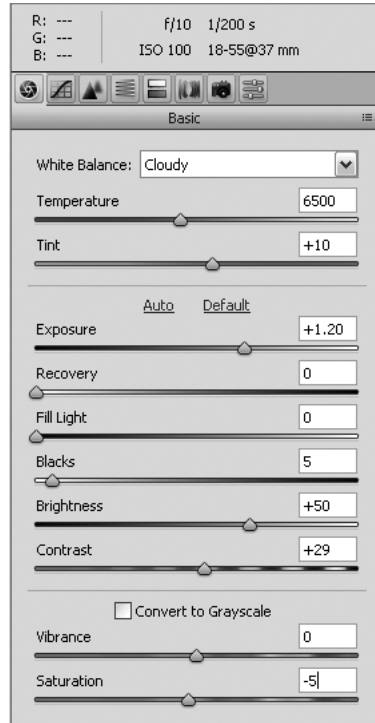 R: --- f/10 1/200 s
G: ---
B: --- ISO 100 18-55@37 mm
Basic
White Balance: Cloudy
Temperature 6500
Tint +10
Auto Default
Exposure +1.20
Recovery 0
Fill Light 0
Blacks 5
Brightness +50
Contrast +29
Convert to Grayscale
Vibrance 0
Saturation -5